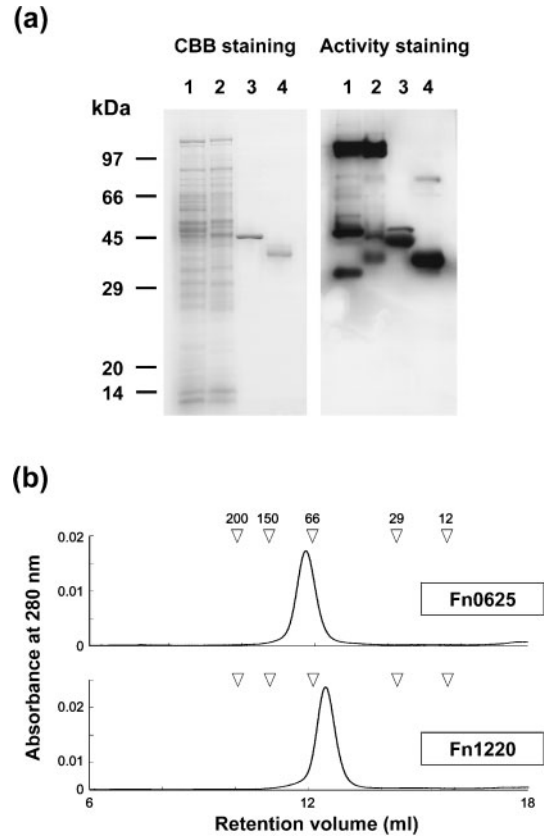 (a)
CBB staining Activity staining
1 2 3 4 1 2 3 4
kDa
97
66
45
29
20
14
(b)
200 150 66 29 12
0.02
0.01
0
Fn0625
0.02
0.01
0
Fn1220
Absorbance at 280 nm
6 12 18
Retention volume (ml)